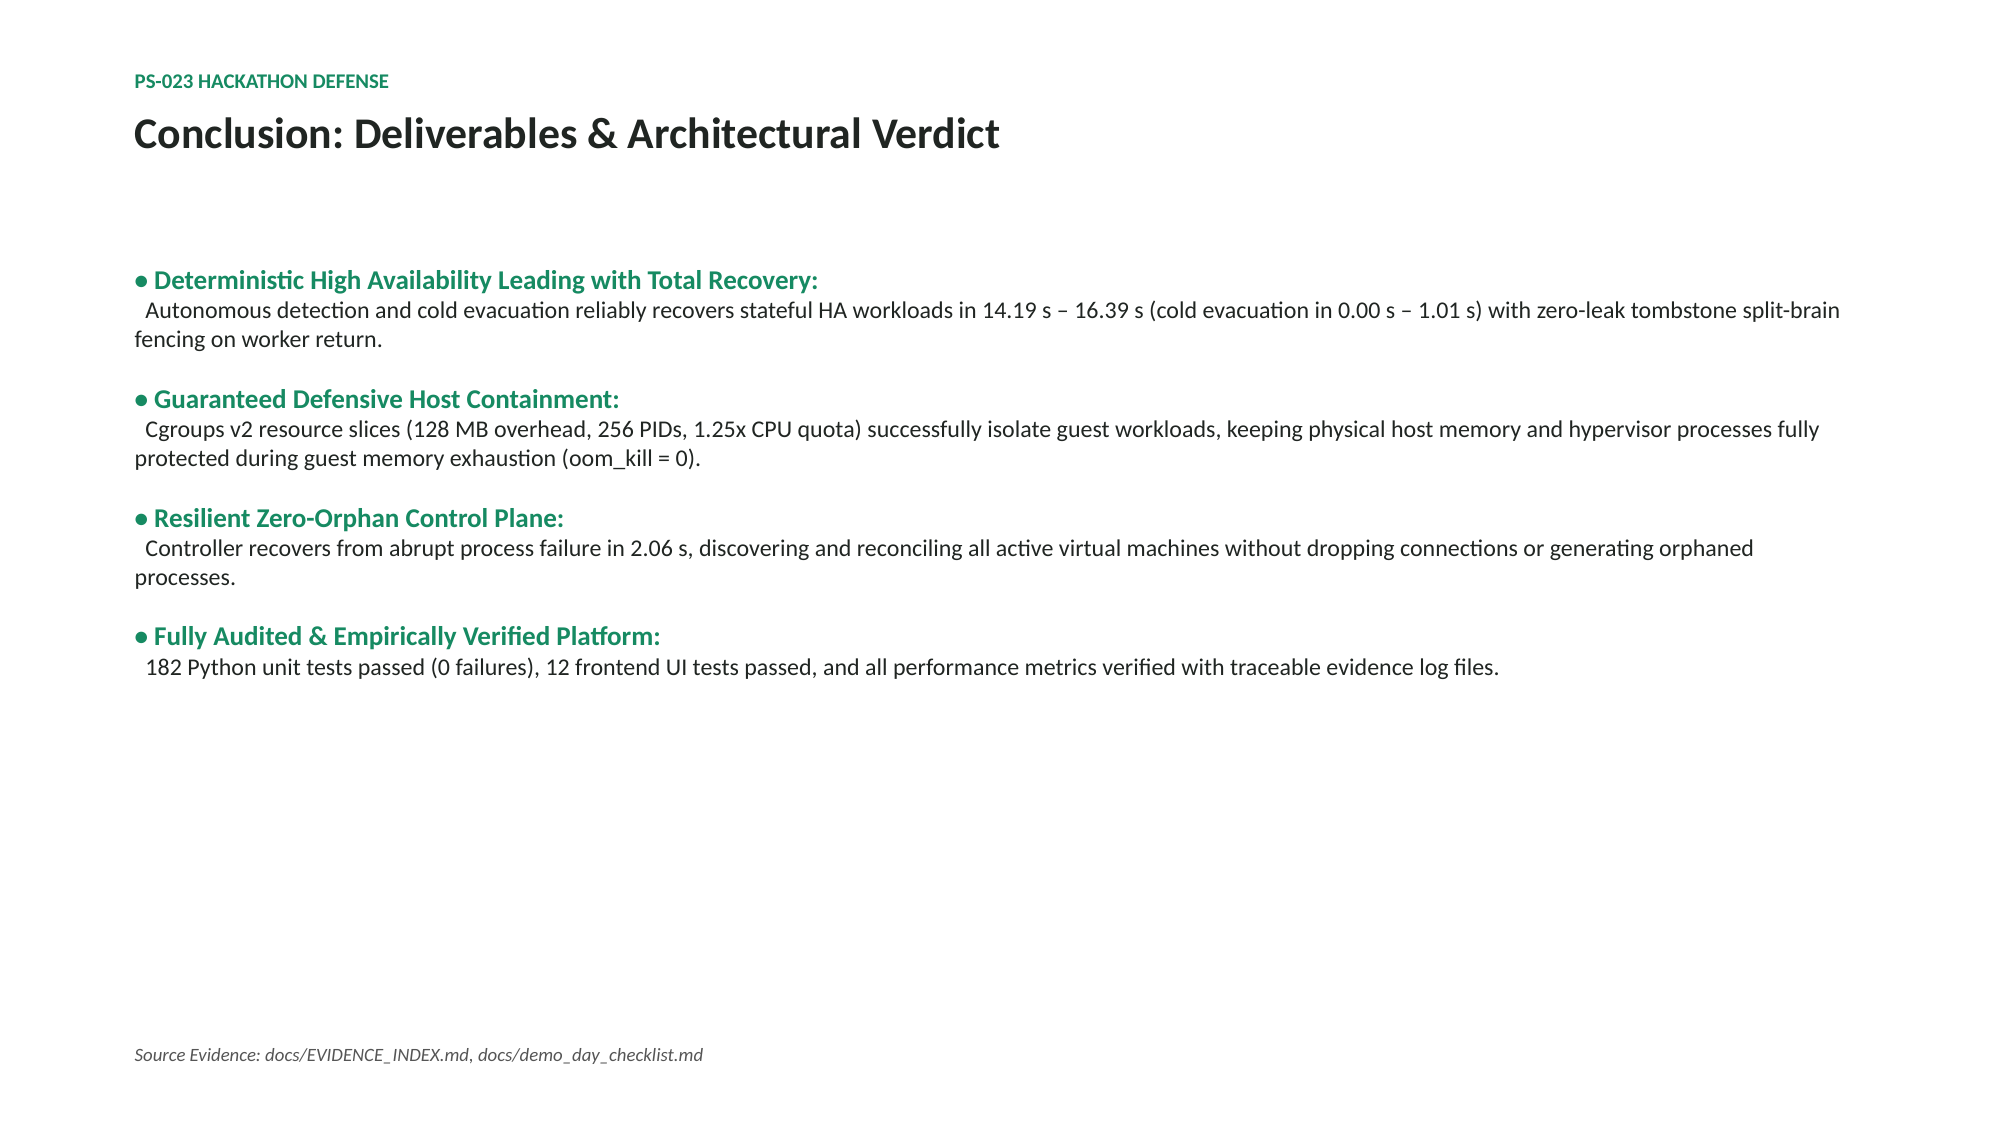 PS-023 HACKATHON DEFENSE
Conclusion: Deliverables & Architectural Verdict
● Deterministic High Availability Leading with Total Recovery:
Autonomous detection and cold evacuation reliably recovers stateful HA workloads in 14.19 s – 16.39 s (cold evacuation in 0.00 s – 1.01 s) with zero-leak tombstone split-brain
fencing on worker return.
● Guaranteed Defensive Host Containment:
Cgroups v2 resource slices (128 MB overhead, 256 PIDs, 1.25x CPU quota) successfully isolate guest workloads, keeping physical host memory and hypervisor processes fully
protected during guest memory exhaustion (oom_kill = 0).
● Resilient Zero-Orphan Control Plane:
Controller recovers from abrupt process failure in 2.06 s, discovering and reconciling all active virtual machines without dropping connections or generating orphaned
processes.
● Fully Audited & Empirically Verified Platform:
182 Python unit tests passed (0 failures), 12 frontend UI tests passed, and all performance metrics verified with traceable evidence log files.
Source Evidence: docs/EVIDENCE_INDEX.md, docs/demo_day_checklist.md